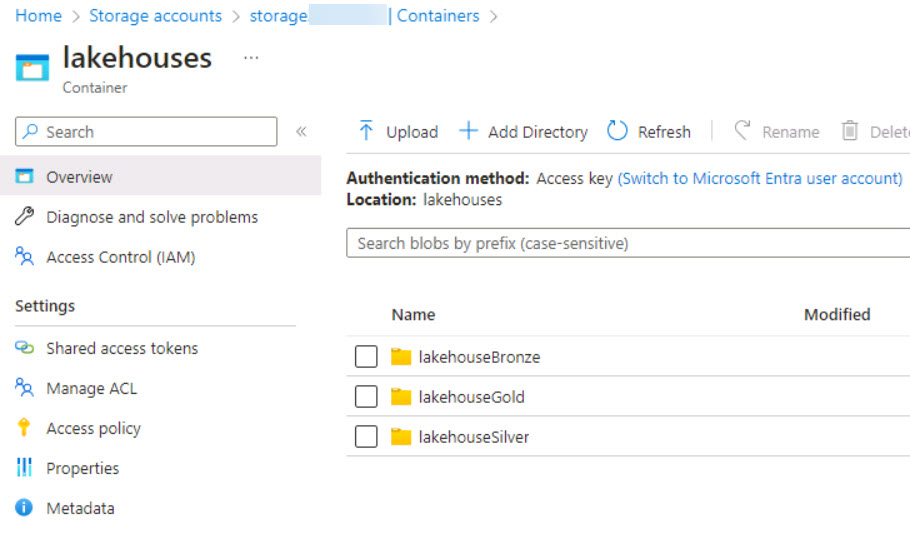 Home > Storage accounts > storage | Containers >
lakehouses ...
Container
Search «
Upload Add Directory Refresh | Rename Delete
Overview
Authentication method: Access key (Switch to Microsoft Entra user account)
Location: lakehouses
Diagnose and solve problems
Search blobs by prefix (case-sensitive)
Access Control (IAM)
Settings
Name Modified
Shared access tokens
lakehouseBronze
Manage ACL
lakehouseGold
Access policy
lakehouseSilver
Properties
Metadata